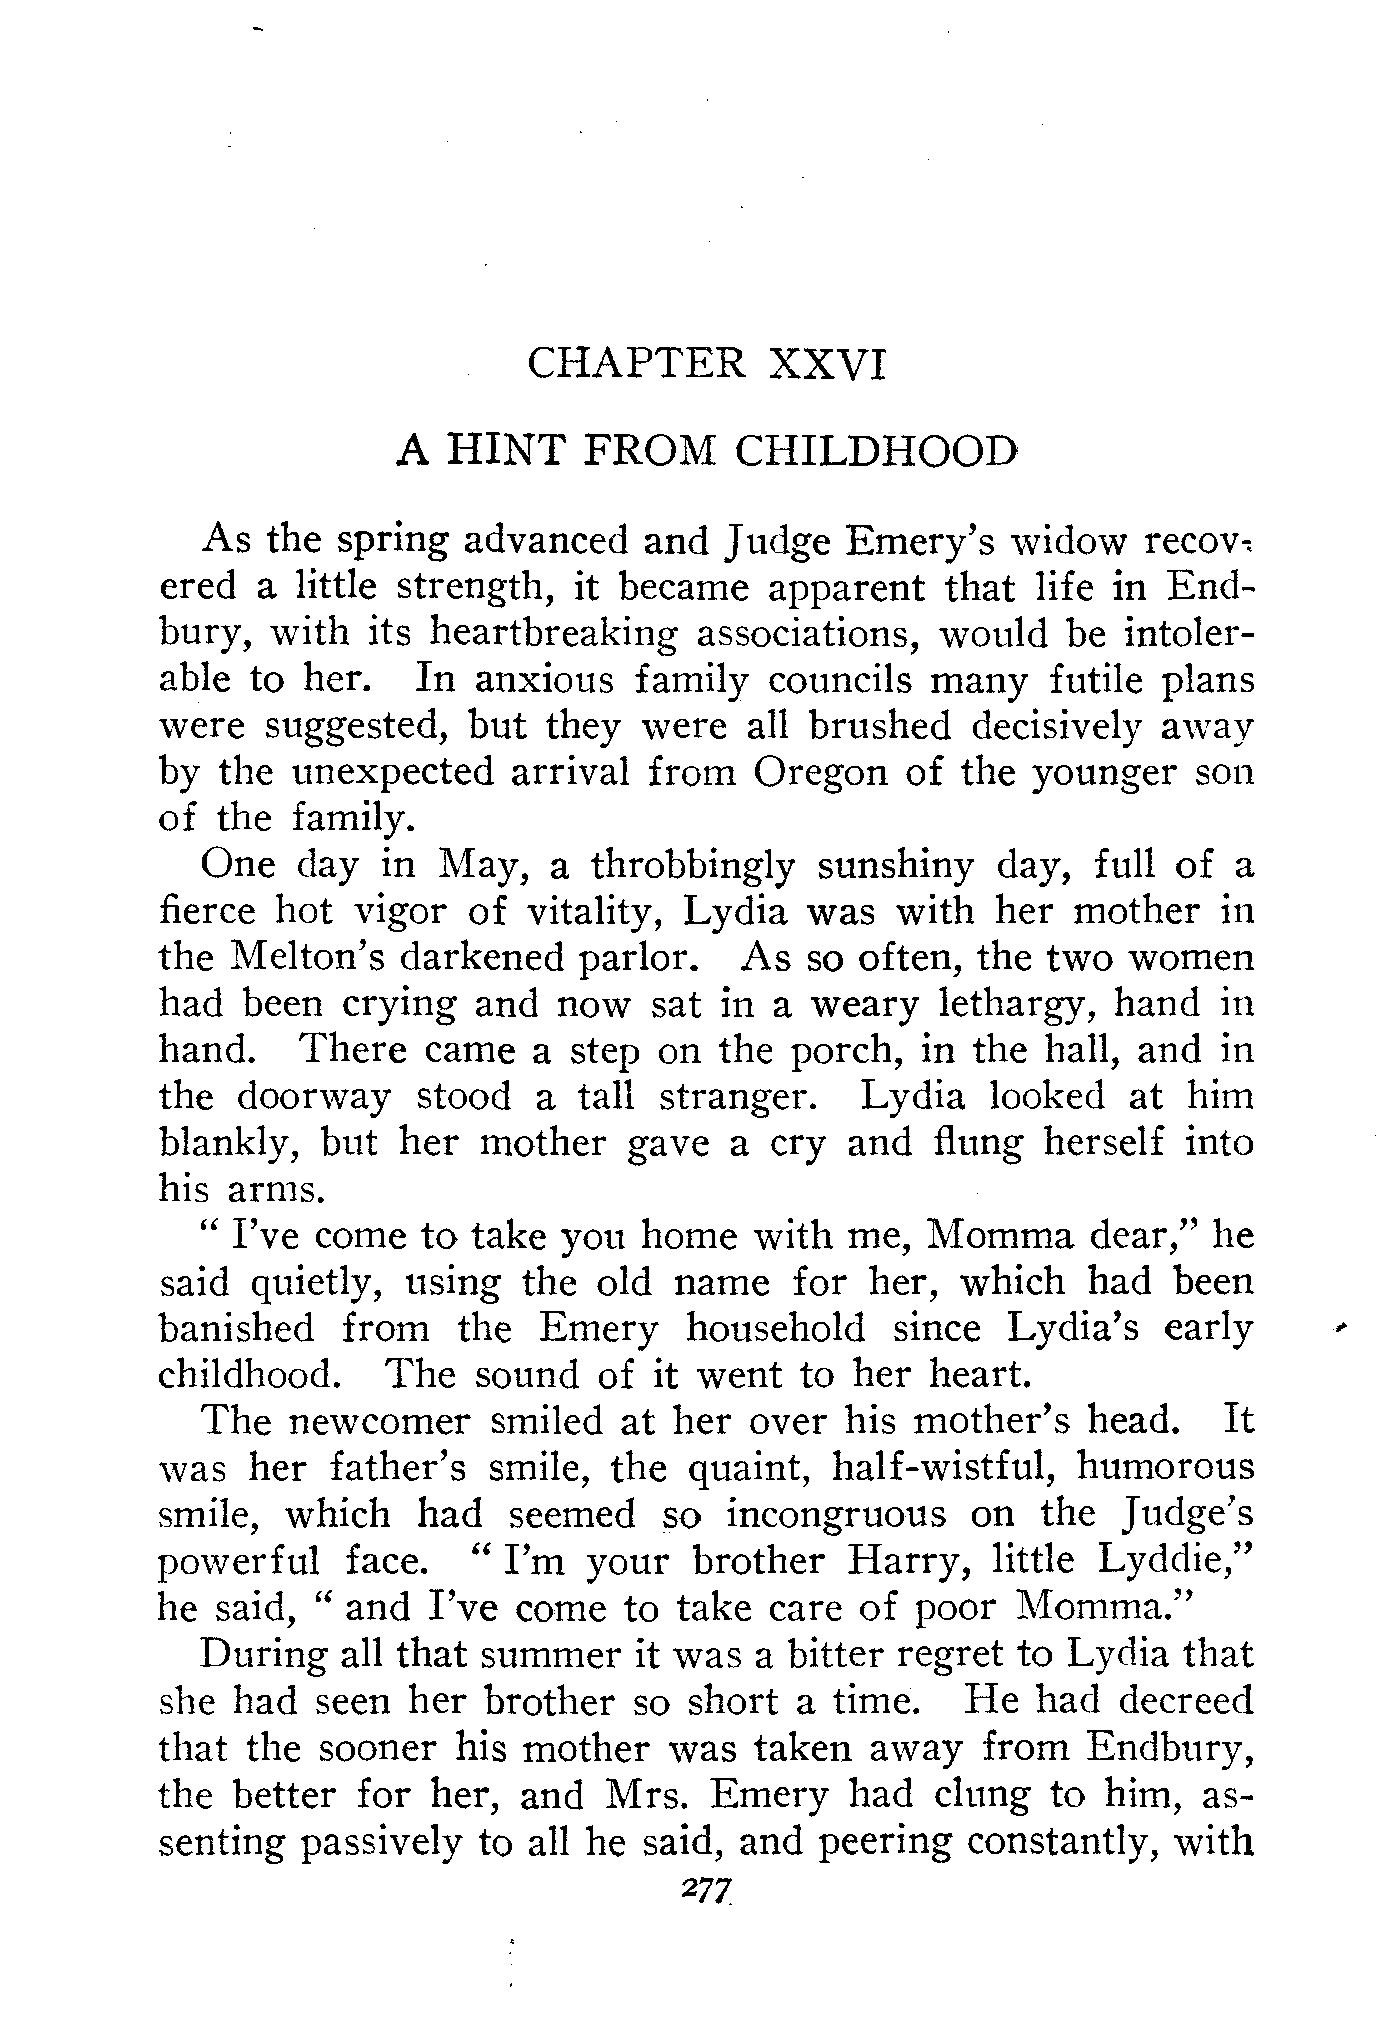 CHAPTER XXVI
A HINT FROM CHILDHOOD
As the spring advanced and Judge Emery's widow recov-
ered a little strength, it became apparent that life in End-
bury, with its heartbreaking associations, would be intoler-
able to her. In anxious family councils many futile plans
were suggested, but they were all brushed decisively away
by the unexpected arrival from Oregon of the younger son
of the family.
One day in May, a throbbingly sunshiny day, full of a
fierce hot vigor of vitality, Lydia was with her mother in
the Melton's darkened parlor. As so often, the two women
had been crying and now sat in a weary lethargy, hand in
hand. There came a step on the porch, in the hall, and in
the doorway stood a tall stranger. Lydia looked at him
blankly, but her mother gave a cry and flung herself into
his arms.
" I've come to take you home with me, Momma dear," he
said quietly, using the old name for her, which had been
banished from the Emery household since Lydia's early
childhood. The sound of it went to her heart.
The newcomer smiled at her over his mother's head. It
was her father's smile, the quaint, half-wistful, humorous
smile, which had seemed so incongruous on the Judge's
powerful face. " I'm your brother Harry, little Lyddie,"
he said, " and I've come to take care of poor Momma."
During all that summer it was a bitter regret to Lydia that
she had seen her brother so short a time. He had decreed
that the sooner his mother was taken away from Endbury,
the better for her, and Mrs. Emery had clung to him, as-
senting passively to all he said, and peering constantly, with
277